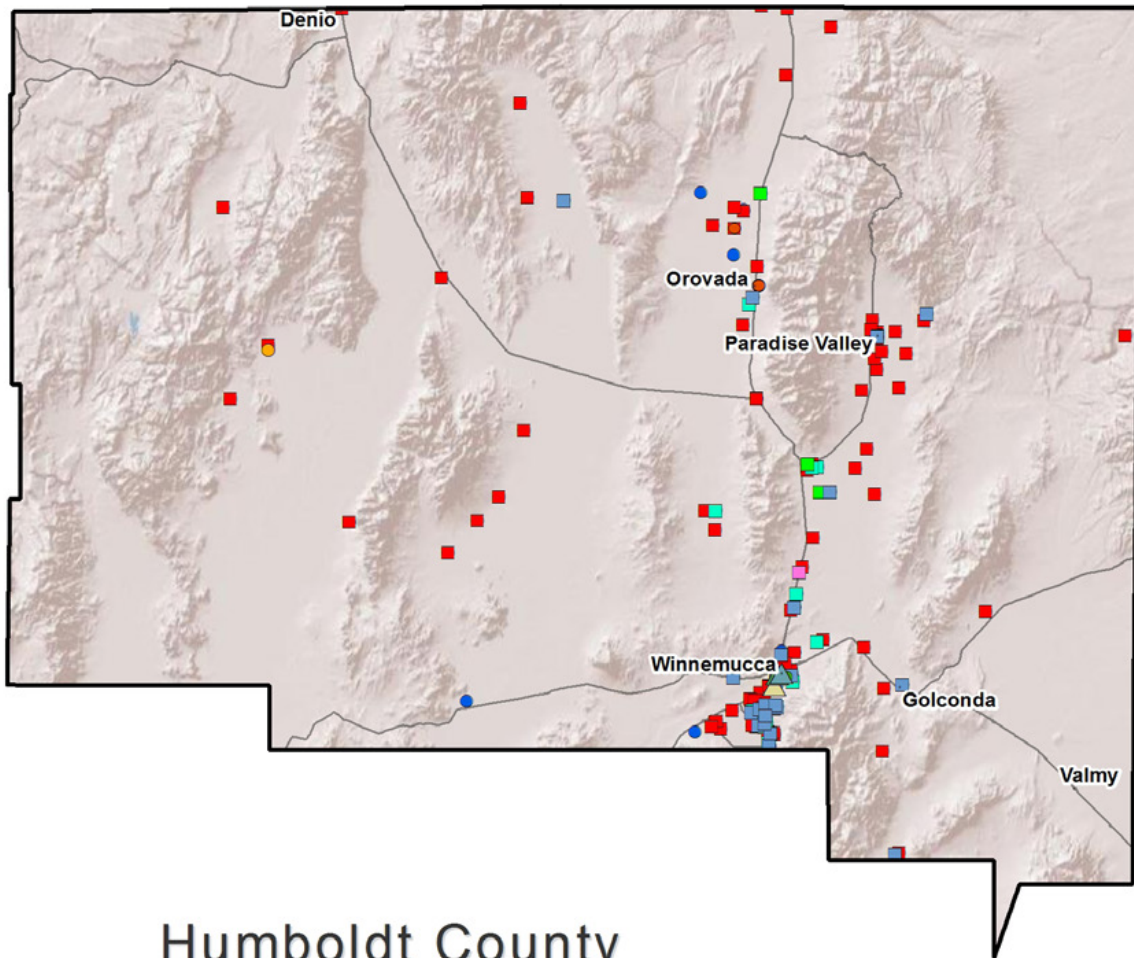 Denio
Orovada
Paradise Valley
Winnemucca
Golconda
Valmy
Humboldt County